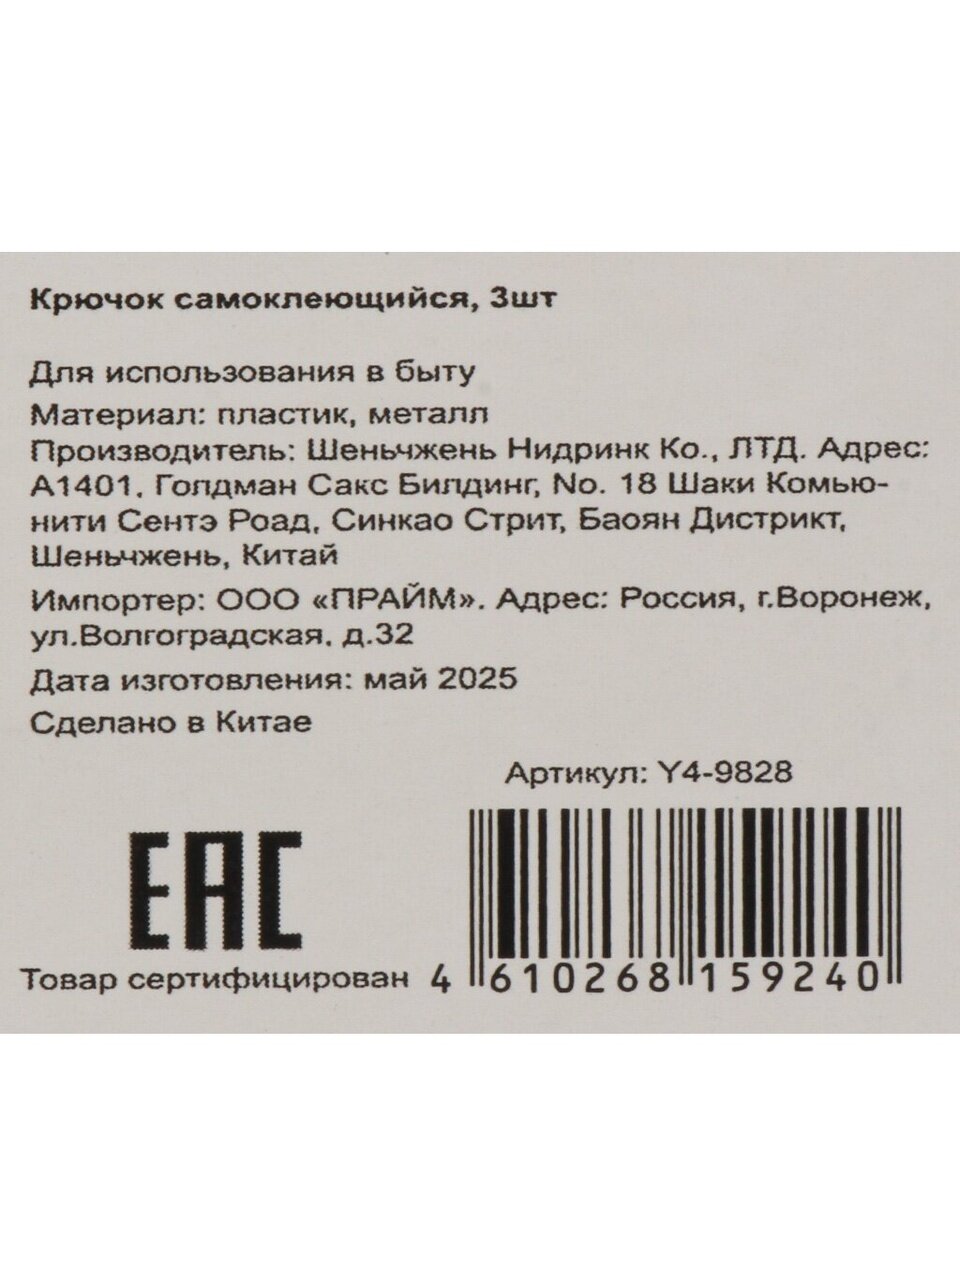 Крючок самоклеющийся, 3шт
Для использования в быту
Материал: пластик, металл
Производитель: Шеньчжень Нидринк Ко., ЛТД. Адрес:
А1401, Голдман Сакс Билдинг, No. 18 Шаки Комью-
нити Сентэ Роад, Синкао Стрит, Баоян Дистрикт,
Шеньчжень, Китай
Импортер: ООО «ПРАЙМ». Адрес: Россия, г.Воронеж,
ул.Волгоградская, д.32
Дата изготовления: май 2025
Сделано в Китае
Артикул: Y4-9828
EAC
Товар сертифицирован
4 610268 159240